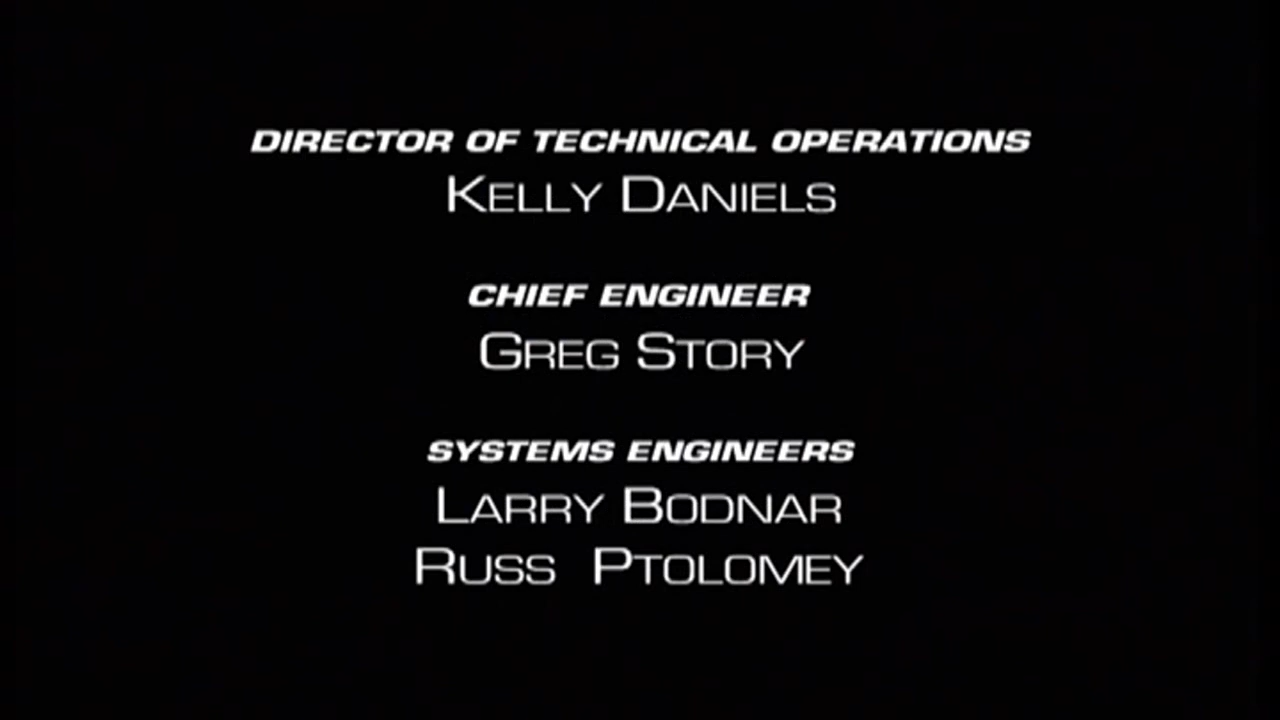 DIRECTOR OF TECHNICAL OPERATIONS
KELLY DANIELS
CHIEF ENGINEER
GREG STORY
SYSTEMS ENGINEERS
LARRY BODNAR
RUSS PTOLOMEY